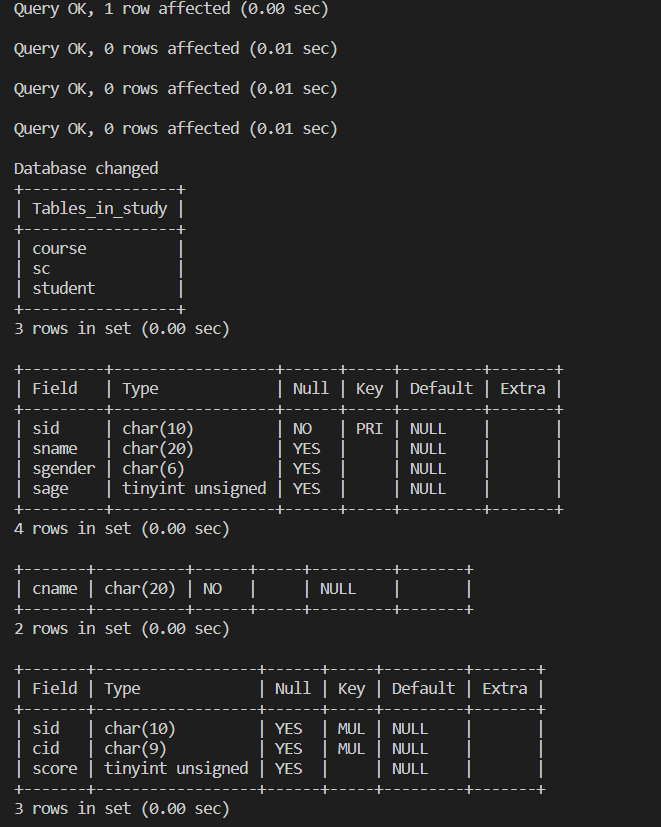 Query OK, 1 row affected (0.00 sec)
Query OK, 0 rows affected (0.01 sec)
Query OK, 0 rows affected (0.01 sec)
Query OK, 0 rows affected (0.01 sec)
Database changed
+-----------------+
| Tables_in_study |
+-----------------+
| course          |
| sc              |
| student         |
+-----------------+
3 rows in set (0.00 sec)
+---------+------------------+------+-----+---------+-------+
| Field   | Type             | Null | Key | Default | Extra |
+---------+------------------+------+-----+---------+-------+
| sid     | char(10)         | NO   | PRI | NULL    |       |
| sname   | char(20)         | YES  |     | NULL    |       |
| sgender | char(6)          | YES  |     | NULL    |       |
| sage    | tinyint unsigned | YES  |     | NULL    |       |
+---------+------------------+------+-----+---------+-------+
4 rows in set (0.00 sec)
+-------+----------+------+-----+---------+-------+
| cname | char(20) | NO   |     | NULL    |       |
+-------+----------+------+-----+---------+-------+
2 rows in set (0.00 sec)
+-------+------------------+------+-----+---------+-------+
| Field | Type             | Null | Key | Default | Extra |
+-------+------------------+------+-----+---------+-------+
| sid   | char(10)         | YES  | MUL | NULL    |       |
| cid   | char(9)          | YES  | MUL | NULL    |       |
| score | tinyint unsigned | YES  |     | NULL    |       |
+-------+------------------+------+-----+---------+-------+
3 rows in set (0.00 sec)